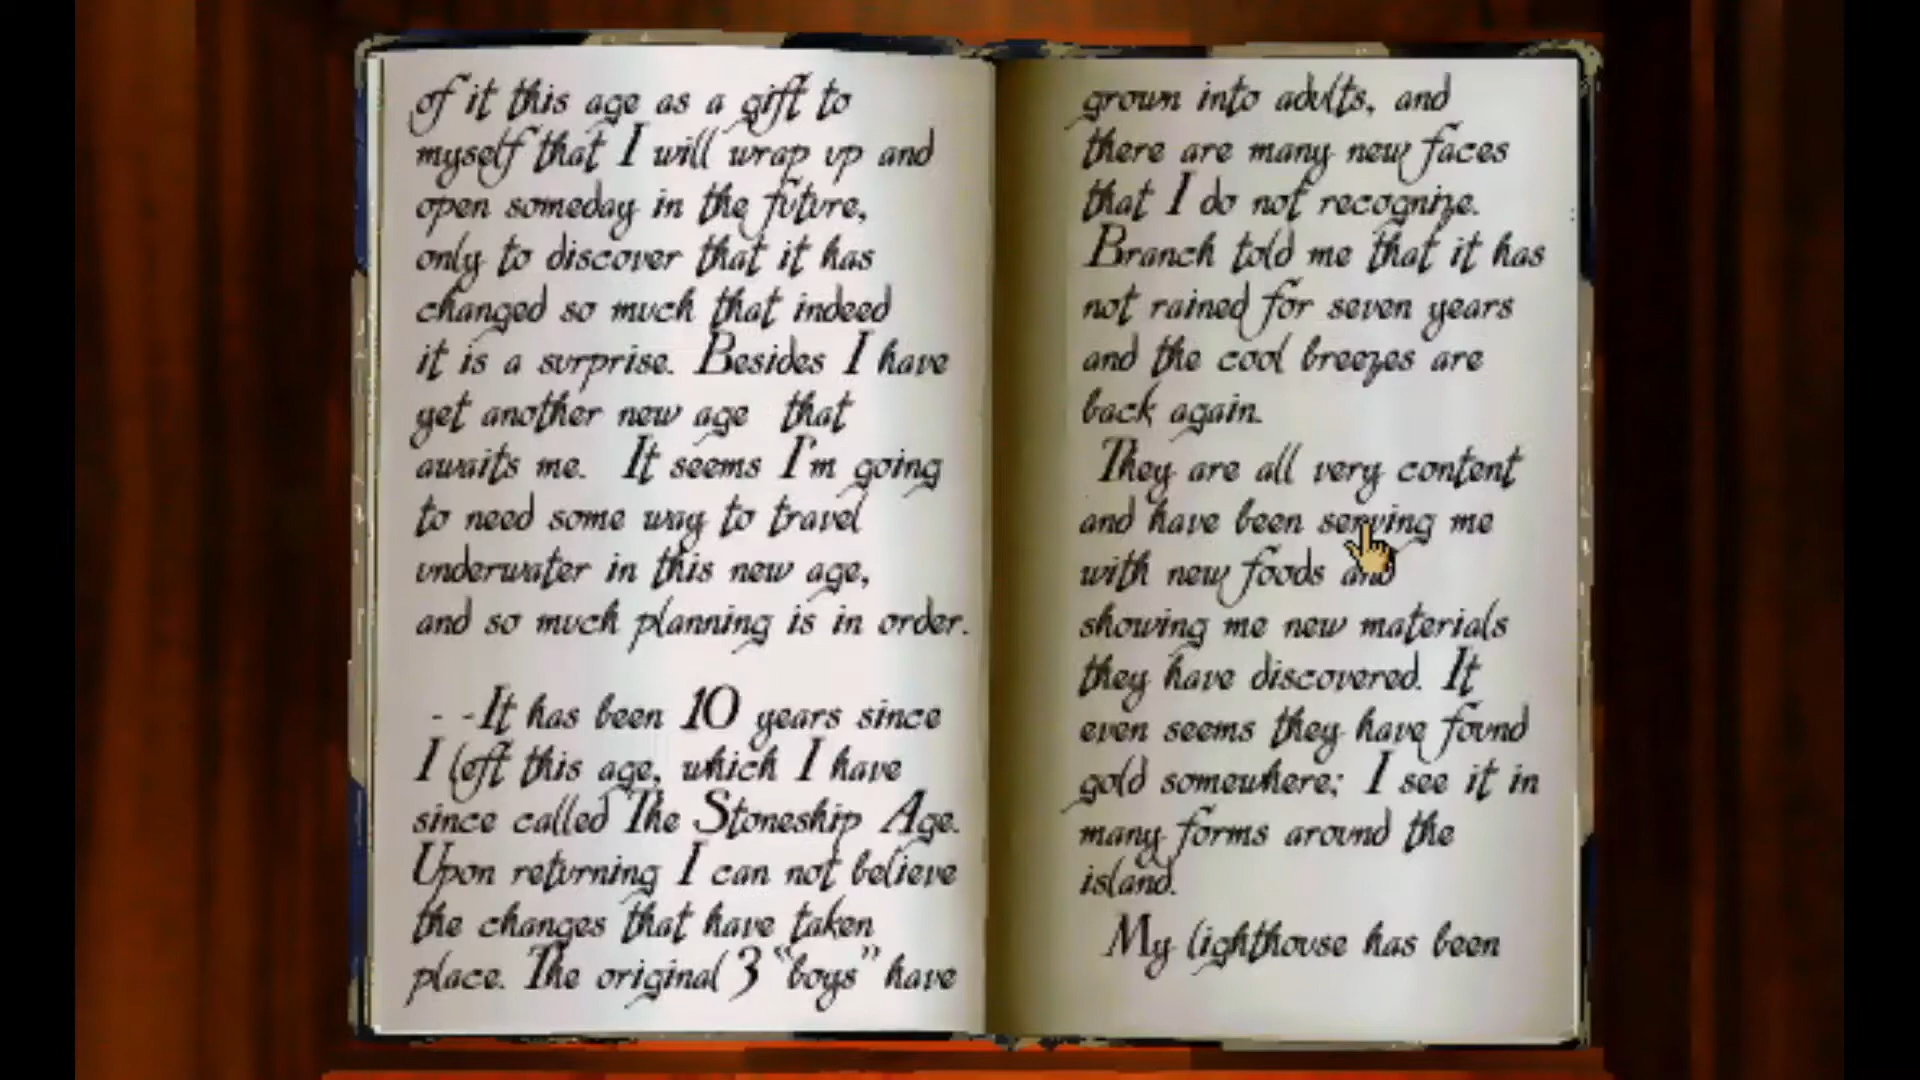 of it this age as a gift to
myself that I will wrap up and
open someday in the future,
only to discover that it has
changed so much that indeed
it is a surprise. Besides I have
yet another new age that
awaits me. It seems I'm going
to need some way to travel
underwater in this new age,
and so much planning is in order.
- -It has been 10 years since
I left this age, which I have
since called The Stoneship Age.
Upon returning I can not believe
the changes that have taken
place. The original 3 "boys" have
grown into adults, and
there are many new faces
that I do not recognize.
Branch told me that it has
not rained for seven years
and the cool breezes are
back again.
They are all very content
and have been serving me
with new foods and
showing me new materials
they have discovered. It
even seems they have found
gold somewhere; I see it in
many forms around the
island.
My lighthouse has been